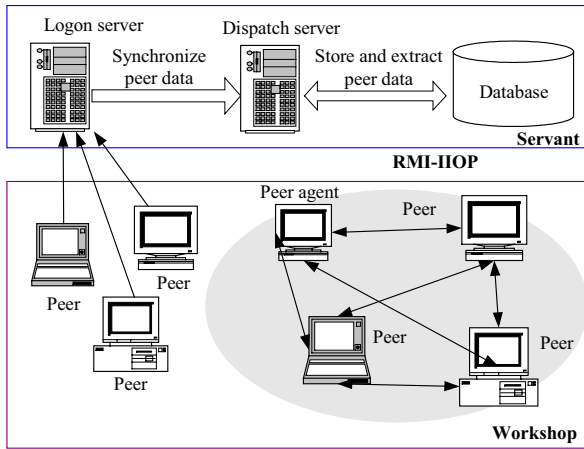 Logon server
Dispatch server
Synchronize
peer data
Store and extract
peer data
Database
Servant
RMI-IIOP
Peer agent
Peer
Peer
Peer
Peer
Peer
Peer
Workshop